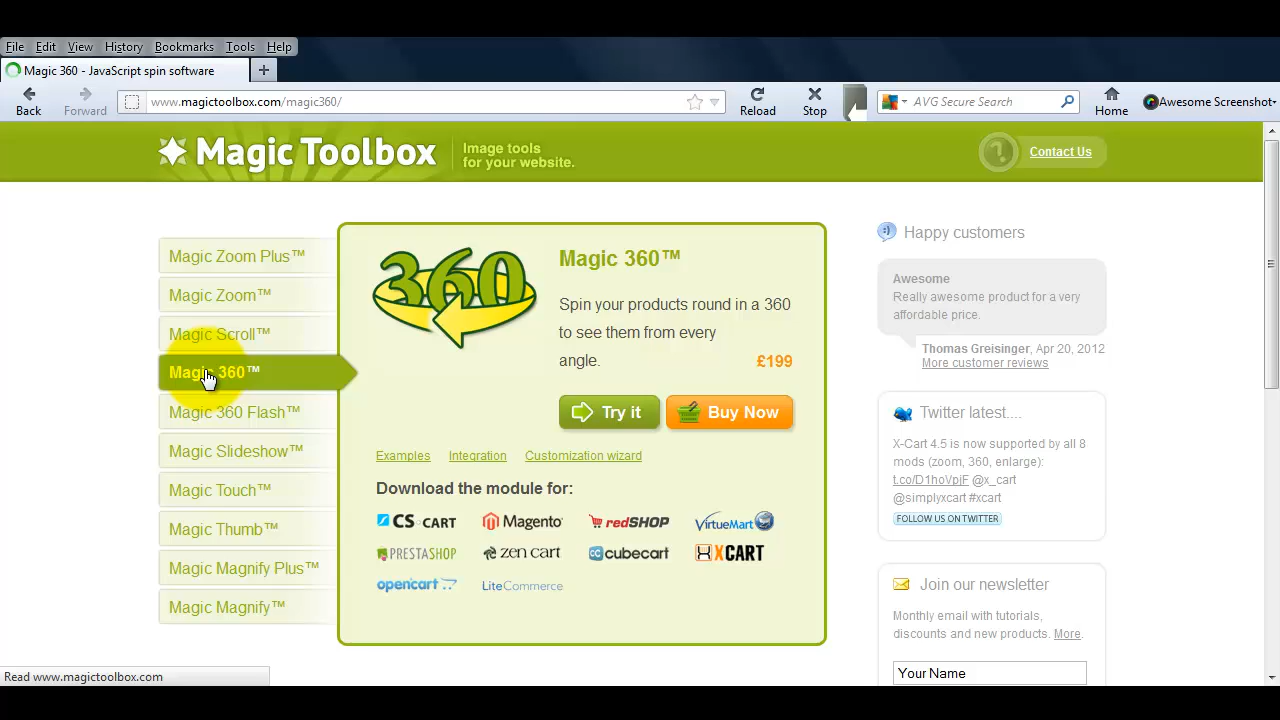 File Edit View History Bookmarks Tools Help
Magic 360 - JavaScript spin software
Back Forward www.magictoolbox.com/magic360/ Reload Stop AVG Secure Search Home Awesome Screenshot
Magic Toolbox
Image tools
for your website.
Contact Us
Magic Zoom Plus™
Magic Zoom™
Magic Scroll™
Magic 360™
Magic 360 Flash™
Magic Slideshow™
Magic Touch™
Magic Thumb™
Magic Magnify Plus™
Magic Magnify™
360
Magic 360™
Spin your products round in a 360
to see them from every
angle.
£199
Try it
Buy Now
Examples Integration Customization wizard
Download the module for:
CS CART Magento redSHOP VirtueMart
PRESTASHOP zen cart cubecart XCART
opencart LiteCommerce
Happy customers
Awesome
Really awesome product for a very
affordable price.
Thomas Greisinger, Apr 20, 2012
More customer reviews
Twitter latest....
X-Cart 4.5 is now supported by all 8
mods (zoom, 360, enlarge):
t.co/D1hoVpjF @x_cart
@simplyxcart #xcart
FOLLOW US ON TWITTER
Join our newsletter
Monthly email with tutorials,
discounts and new products. More.
Your Name
Read www.magictoolbox.com